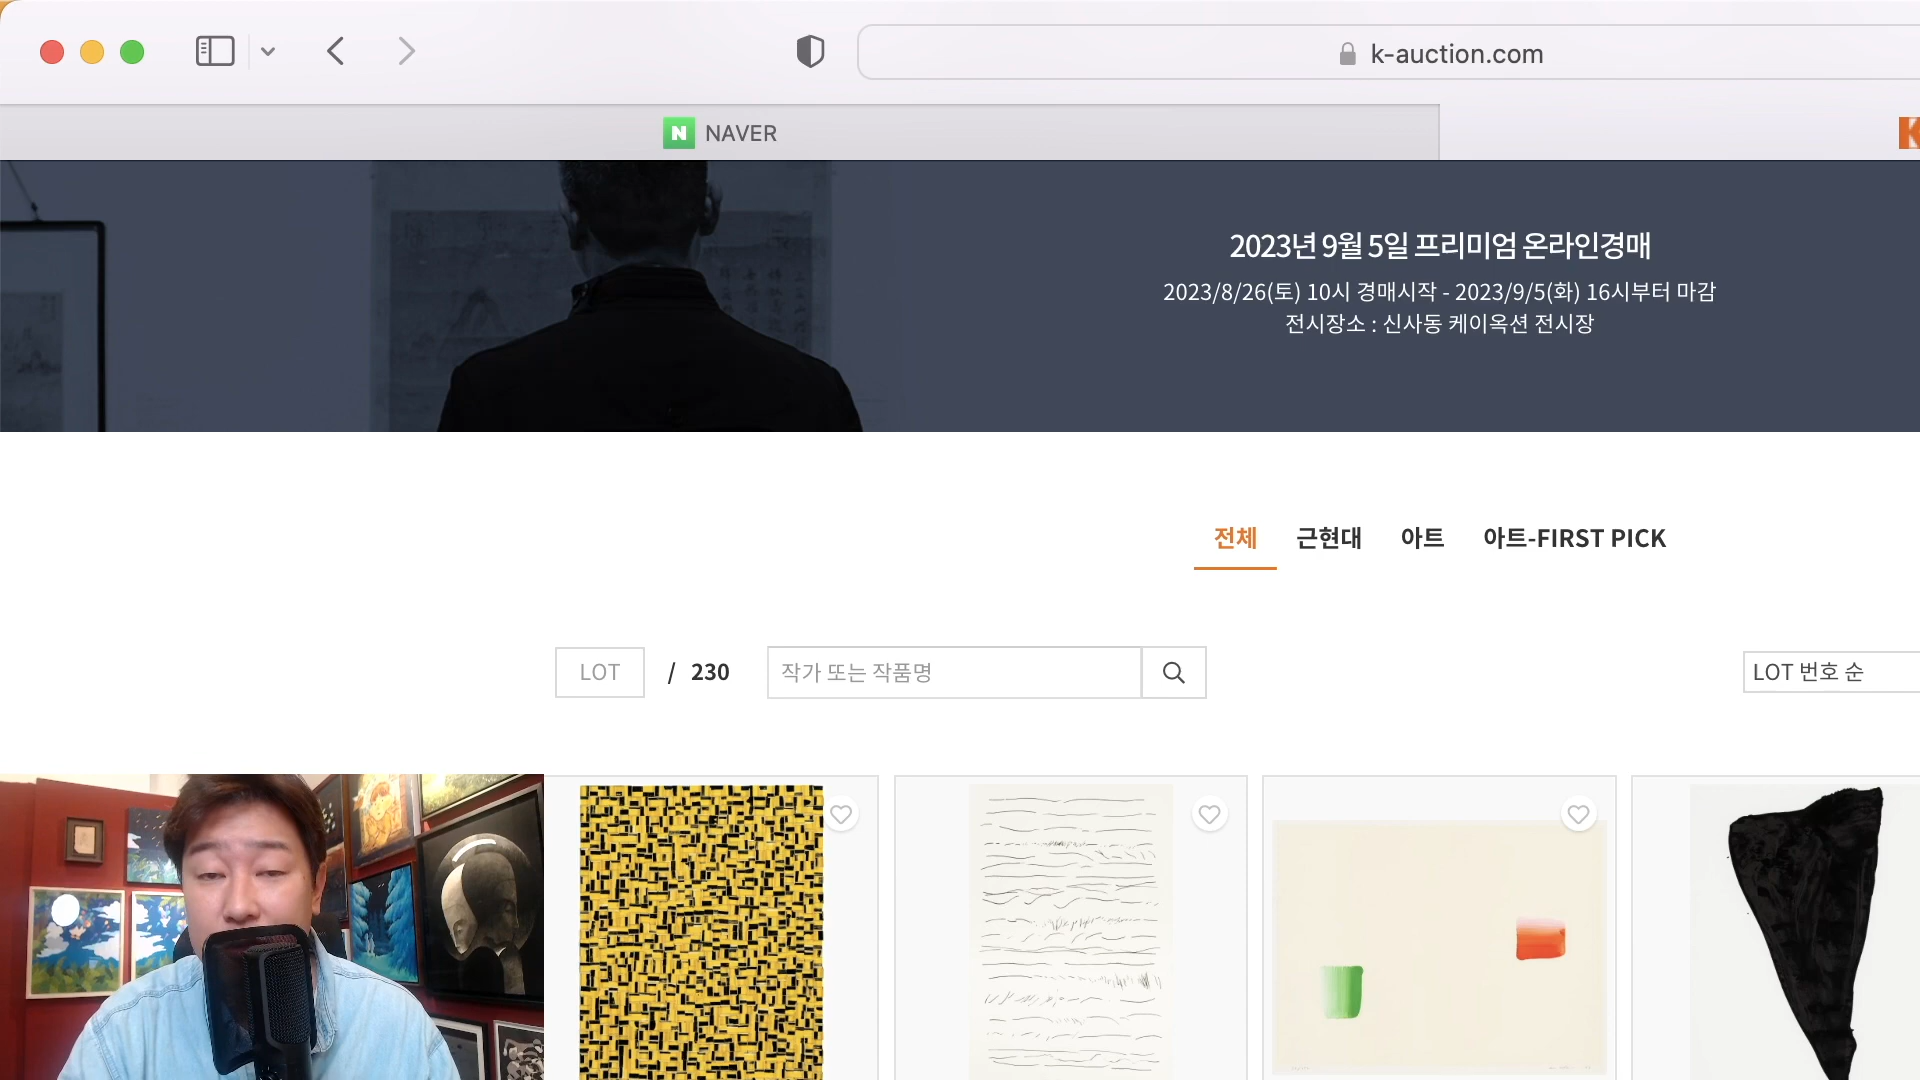 k-auction.com
NAVER
2023년 9월 5일 프리미엄 온라인경매
2023/8/26(토) 10시 경매시작 - 2023/9/5(화) 16시부터 마감
전시장소 : 신사동 케이옥션 전시장
전체 근현대 아트 아트-FIRST PICK
LOT / 230 작가 또는 작품명 LOT 번호 순